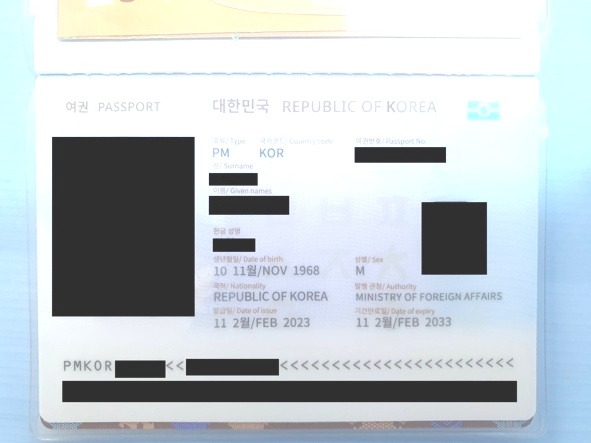 여권 PASSPORT 대한민국 REPUBLIC OF KOREA
종류/ Type 국가코드/ Country code 여권번호/ Passport No.
PM KOR
성/ Surname
이름/ Given names
한글 성명
생년월일/ Date of birth 성별/ Sex
10 11월/NOV 1968 M
국적/ Nationality 발행 관청/ Authority
REPUBLIC OF KOREA MINISTRY OF FOREIGN AFFAIRS
발급일/ Date of issue 기간만료일/ Date of expiry
11 2월/FEB 2023 11 2월/FEB 2033
PMKOR <<  <<<<<<<<<<<<<<<<<<<<<<<<